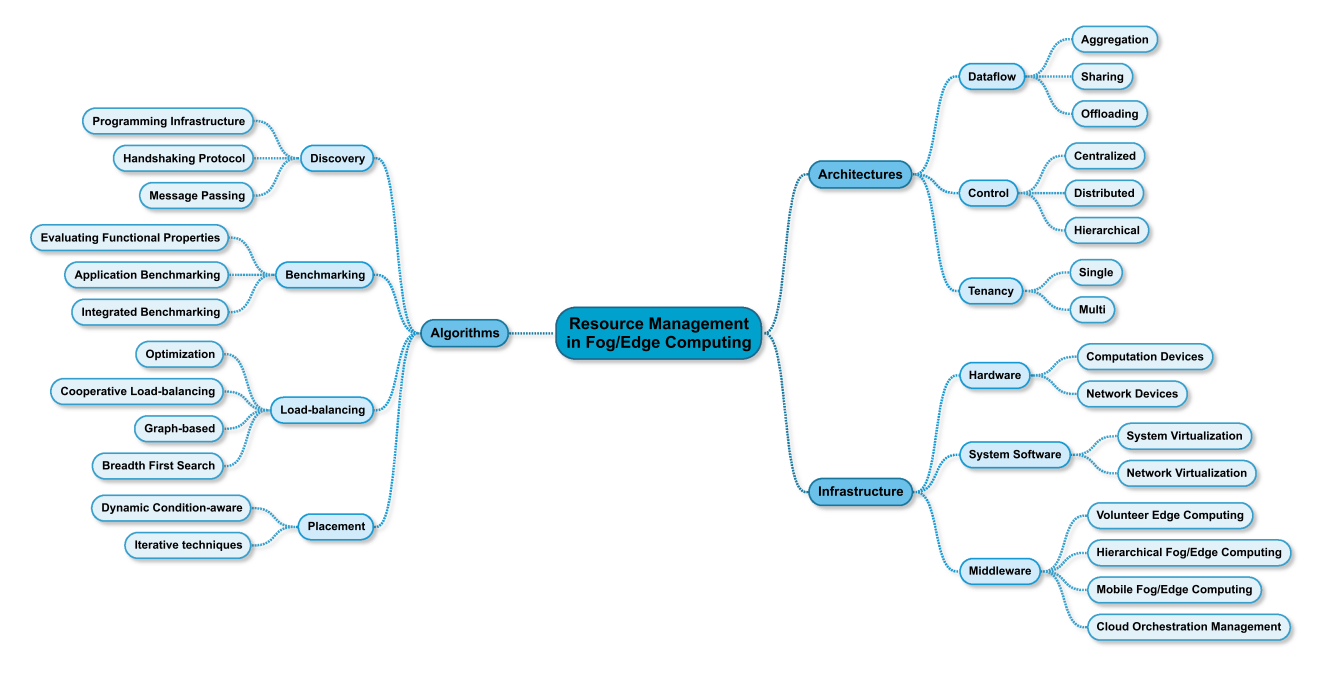 Resource Management
in Fog/Edge Computing
Algorithms
Discovery
Programming Infrastructure
Handshaking Protocol
Message Passing
Benchmarking
Evaluating Functional Properties
Application Benchmarking
Integrated Benchmarking
Load-balancing
Optimization
Cooperative Load-balancing
Graph-based
Breadth First Search
Placement
Dynamic Condition-aware
Iterative techniques
Architectures
Dataflow
Aggregation
Sharing
Offloading
Control
Centralized
Distributed
Hierarchical
Tenancy
Single
Multi
Infrastructure
Hardware
Computation Devices
Network Devices
System Software
System Virtualization
Network Virtualization
Middleware
Volunteer Edge Computing
Hierarchical Fog/Edge Computing
Mobile Fog/Edge Computing
Cloud Orchestration Management